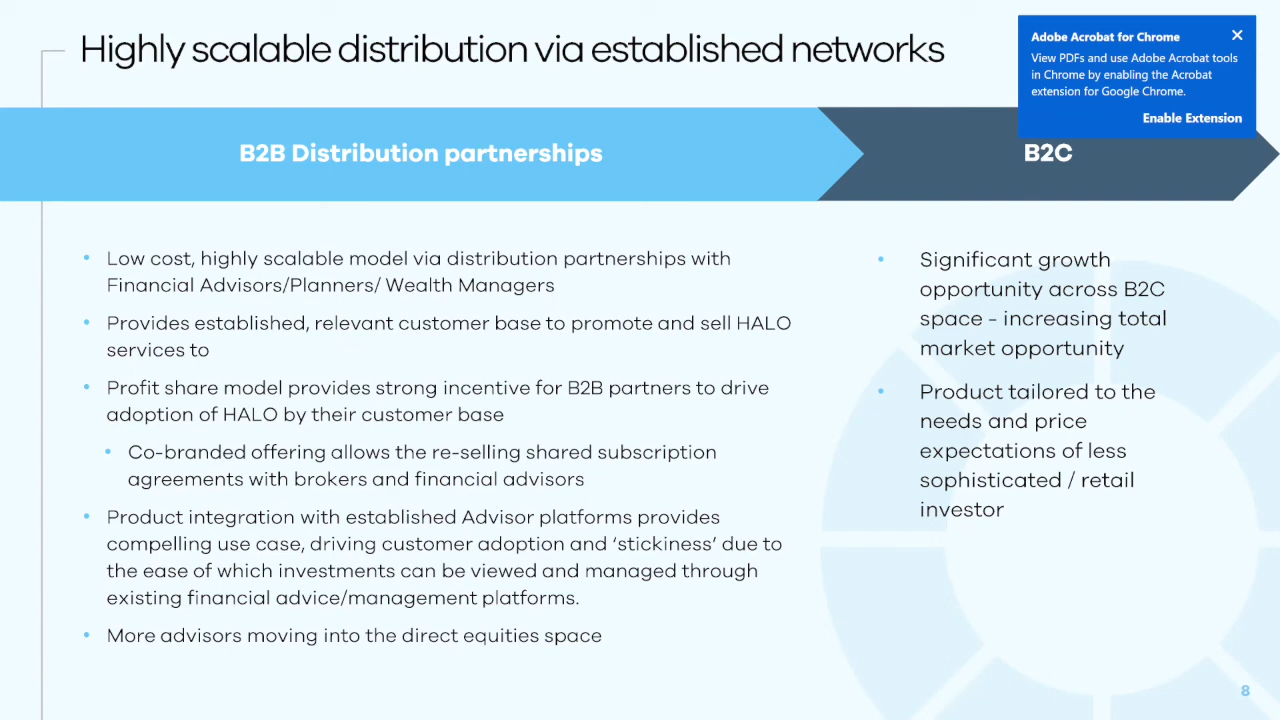 Highly scalable distribution via established networks
Adobe Acrobat for Chrome
View PDFs and use Adobe Acrobat tools
in Chrome by enabling the Acrobat
extension for Google Chrome.
Enable Extension
B2B Distribution partnerships
B2C
• Low cost, highly scalable model via distribution partnerships with
Financial Advisors/Planners/ Wealth Managers
• Provides established, relevant customer base to promote and sell HALO
services to
• Profit share model provides strong incentive for B2B partners to drive
adoption of HALO by their customer base
• Co-branded offering allows the re-selling shared subscription
agreements with brokers and financial advisors
• Product integration with established Advisor platforms provides
compelling use case, driving customer adoption and ‘stickiness’ due to
the ease of which investments can be viewed and managed through
existing financial advice/management platforms.
• More advisors moving into the direct equities space
• Significant growth
opportunity across B2C
space - increasing total
market opportunity
• Product tailored to the
needs and price
expectations of less
sophisticated / retail
investor
8